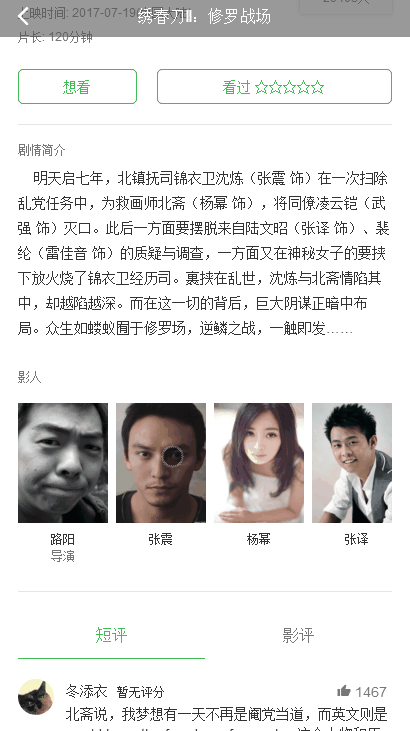 绣春刀Ⅱ：修罗战场
上映时间: 2017-07-19
片长: 120分钟
想看
看过 ☆☆☆☆☆
剧情简介
明天启七年，北镇抚司锦衣卫沈炼（张震 饰）在一次扫除
乱党任务中，为救画师北斋（杨幂 饰），将同僚凌云铠（武
强 饰）灭口。此后一方面要摆脱来自陆文昭（张译 饰）、裴
纶（雷佳音 饰）的质疑与调查，一方面又在神秘女子的要挟
下放火烧了锦衣卫经历司。裹挟在乱世，沈炼与北斋情陷其
中，却越陷越深。而在这一切的背后，巨大阴谋正暗中布
局。众生如蝼蚁囿于修罗场，逆鳞之战，一触即发……
影人
路阳
导演
张震
杨幂
张译
短评
影评
冬添衣 暂无评分
1467
北斋说，我梦想有一天不再是阉党当道，而英文则是